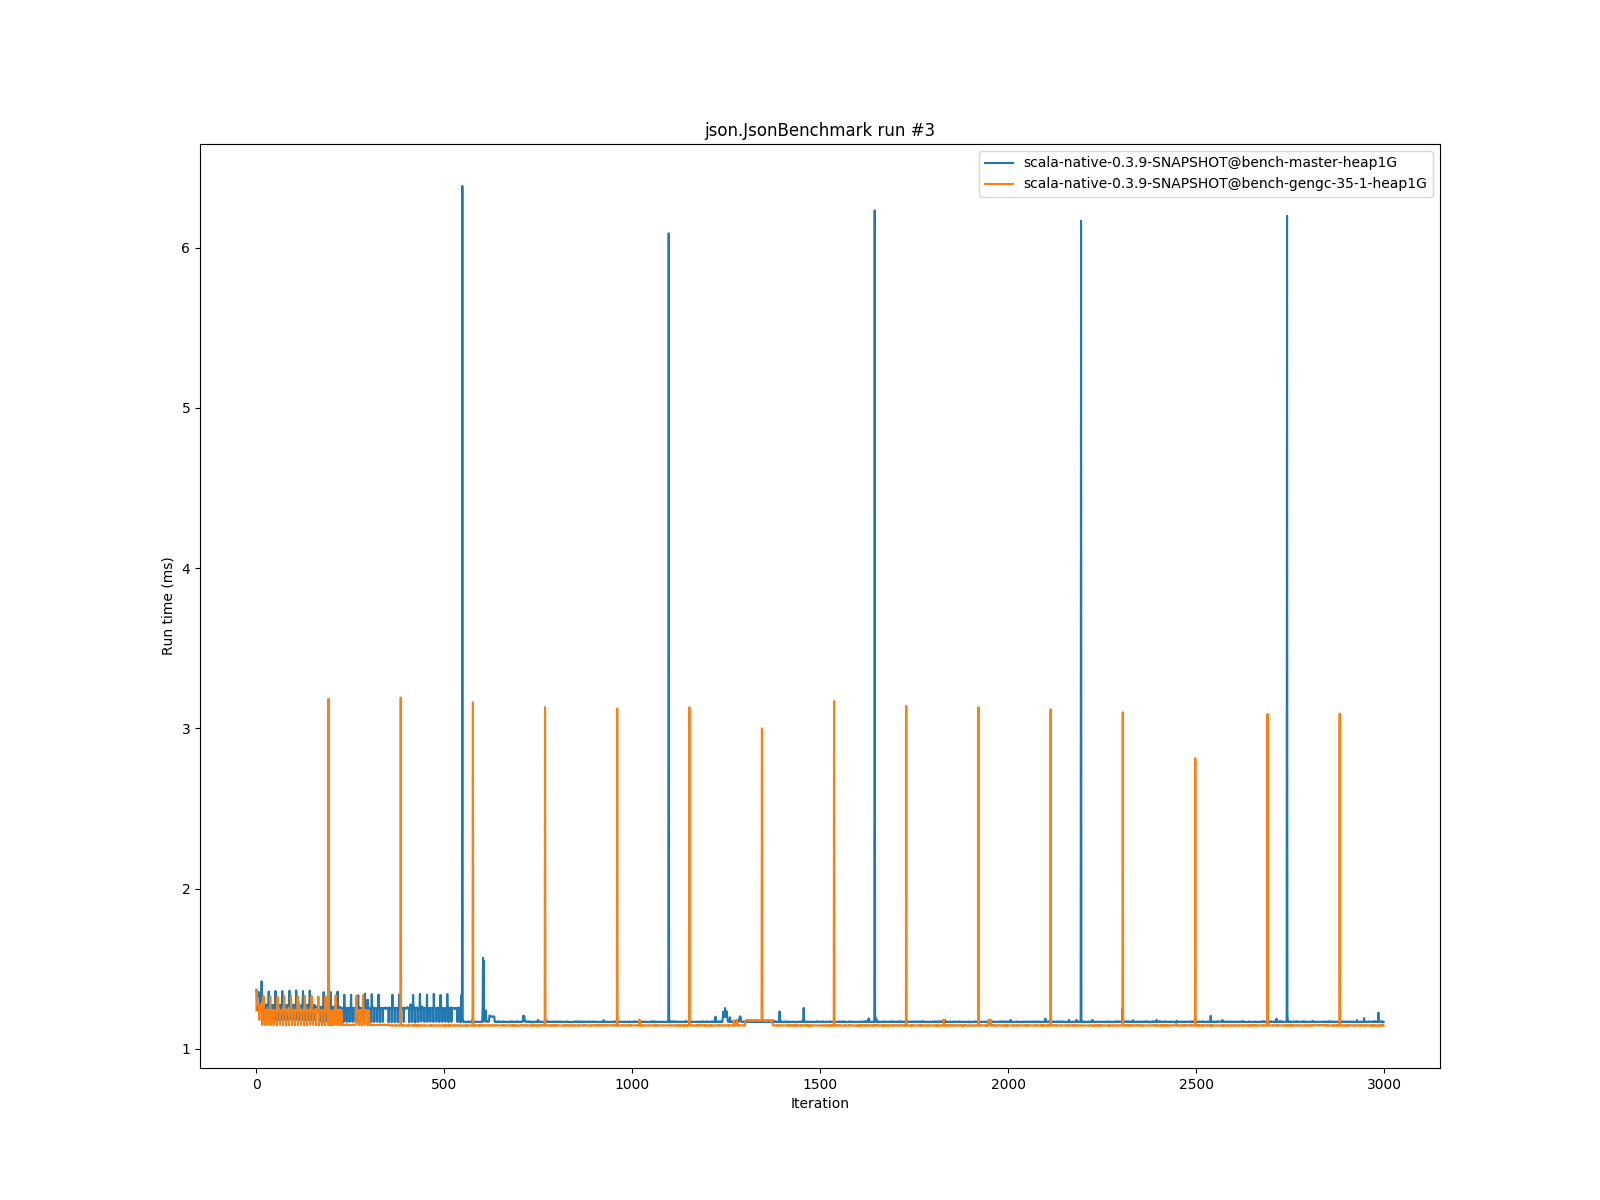 json.JsonBenchmark run #3
scala-native-0.3.9-SNAPSHOT@bench-master-heap1G
scala-native-0.3.9-SNAPSHOT@bench-gengc-35-1-heap1G
Run time (ms)
6
5
4
3
2
1
0 500 1000 1500 2000 2500 3000
Iteration